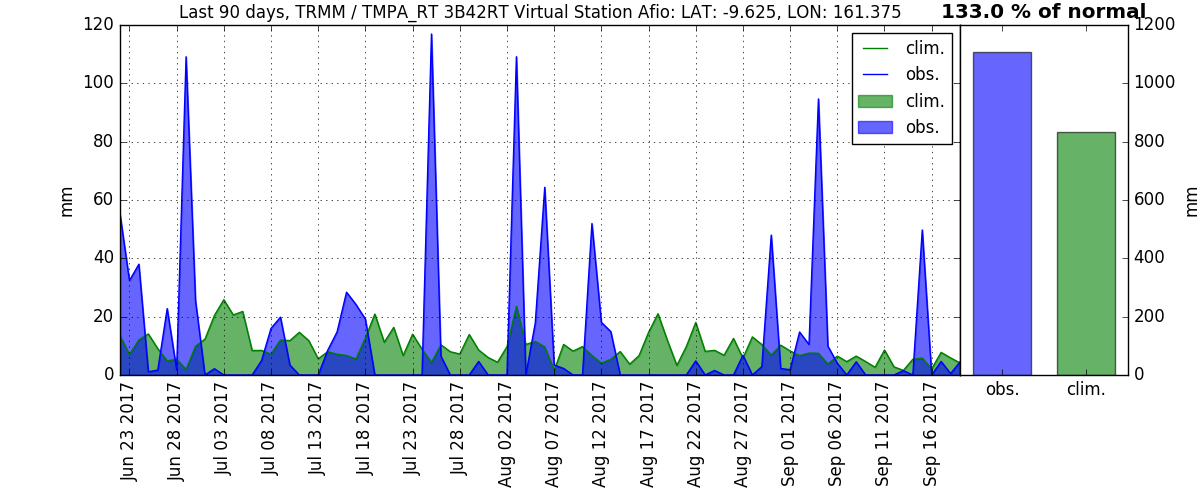 Last 90 days, TRMM / TMPA_RT 3B42RT Virtual Station Afio: LAT: -9.625, LON: 161.375
133.0 % of normal
120
100
80
60
40
20
0
mm
clim.
obs.
clim.
obs.
1200
1000
800
600
400
200
0
mm
Jun 23 2017
Jun 28 2017
Jul 03 2017
Jul 08 2017
Jul 13 2017
Jul 18 2017
Jul 23 2017
Jul 28 2017
Aug 02 2017
Aug 07 2017
Aug 12 2017
Aug 17 2017
Aug 22 2017
Aug 27 2017
Sep 01 2017
Sep 06 2017
Sep 11 2017
Sep 16 2017
obs.
clim.